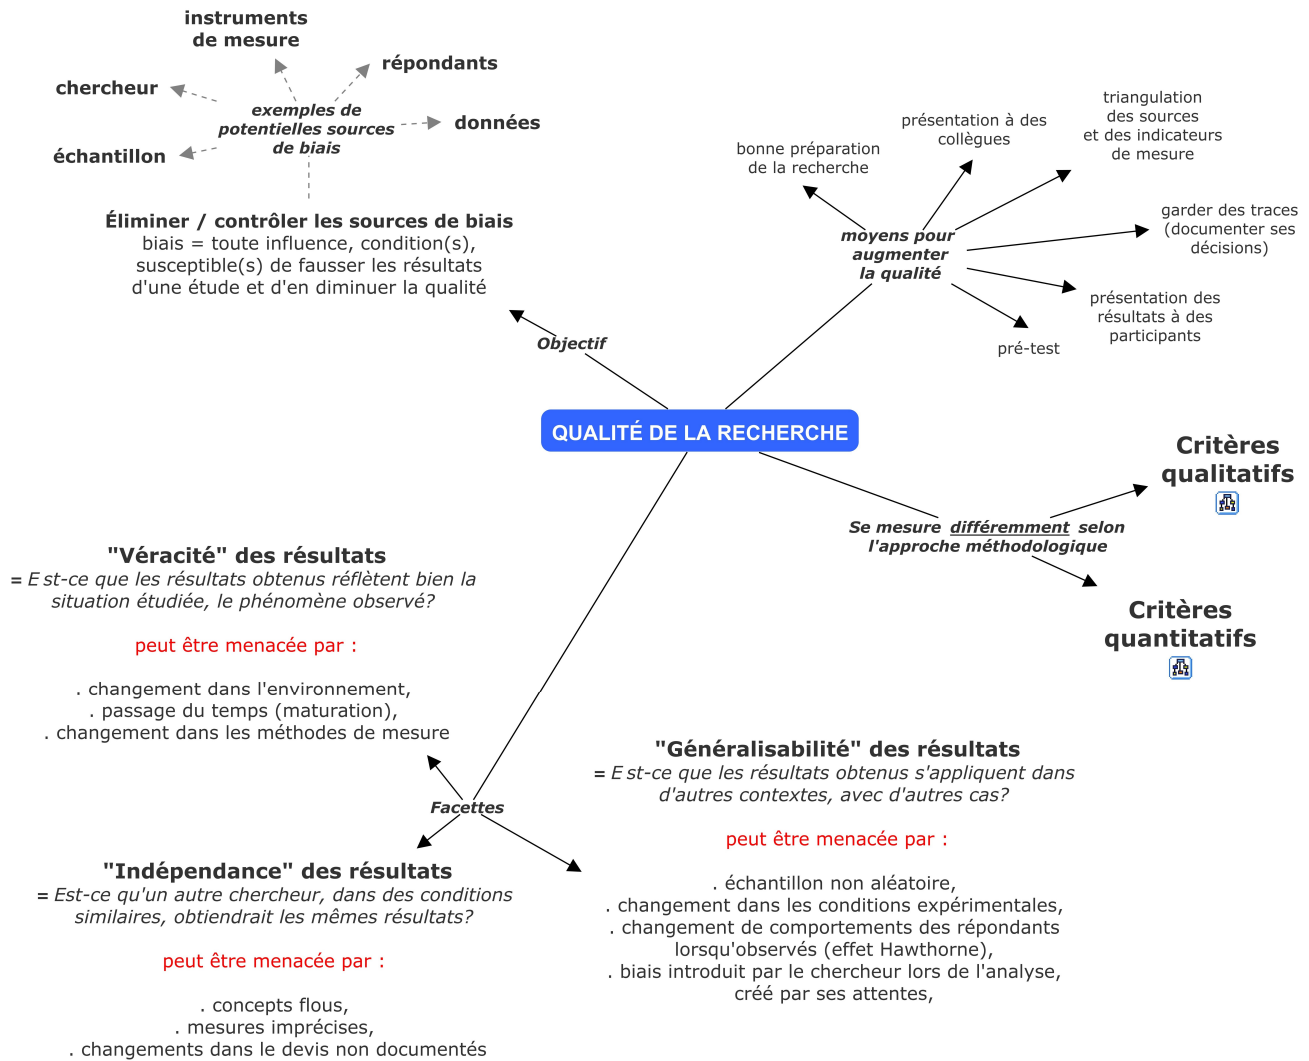 instruments
de mesure
répondants
chercheur
exemples de
potentielles sources
de biais
données
échantillon
Éliminer / contrôler les sources de biais
biais = toute influence, condition(s),
susceptible(s) de fausser les résultats
d'une étude et d'en diminuer la qualité
Objectif
bonne préparation
de la recherche
présentation à des
collègues
triangulation
des sources
et des indicateurs
de mesure
garder des traces
(documenter ses
décisions)
moyens pour
augmenter
la qualité
présentation des
résultats à des
participants
pré-test
QUALITÉ DE LA RECHERCHE
Critères
qualitatifs
Se mesure différemment selon
l'approche méthodologique
Critères
quantitatifs
"Véracité" des résultats
= Est-ce que les résultats obtenus réflètent bien la
situation étudiée, le phénomène observé?
peut être menacée par :
. changement dans l'environnement,
. passage du temps (maturation),
. changement dans les méthodes de mesure
Facettes
"Généralisabilité" des résultats
= Est-ce que les résultats obtenus s'appliquent dans
d'autres contextes, avec d'autres cas?
peut être menacée par :
. échantillon non aléatoire,
. changement dans les conditions expérimentales,
. changement de comportements des répondants
lorsqu'observés (effet Hawthorne),
. biais introduit par le chercheur lors de l'analyse,
créé par ses attentes,
"Indépendance" des résultats
= Est-ce qu'un autre chercheur, dans des conditions
similaires, obtiendrait les mêmes résultats?
peut être menacée par :
. concepts flous,
. mesures imprécises,
. changements dans le devis non documentés